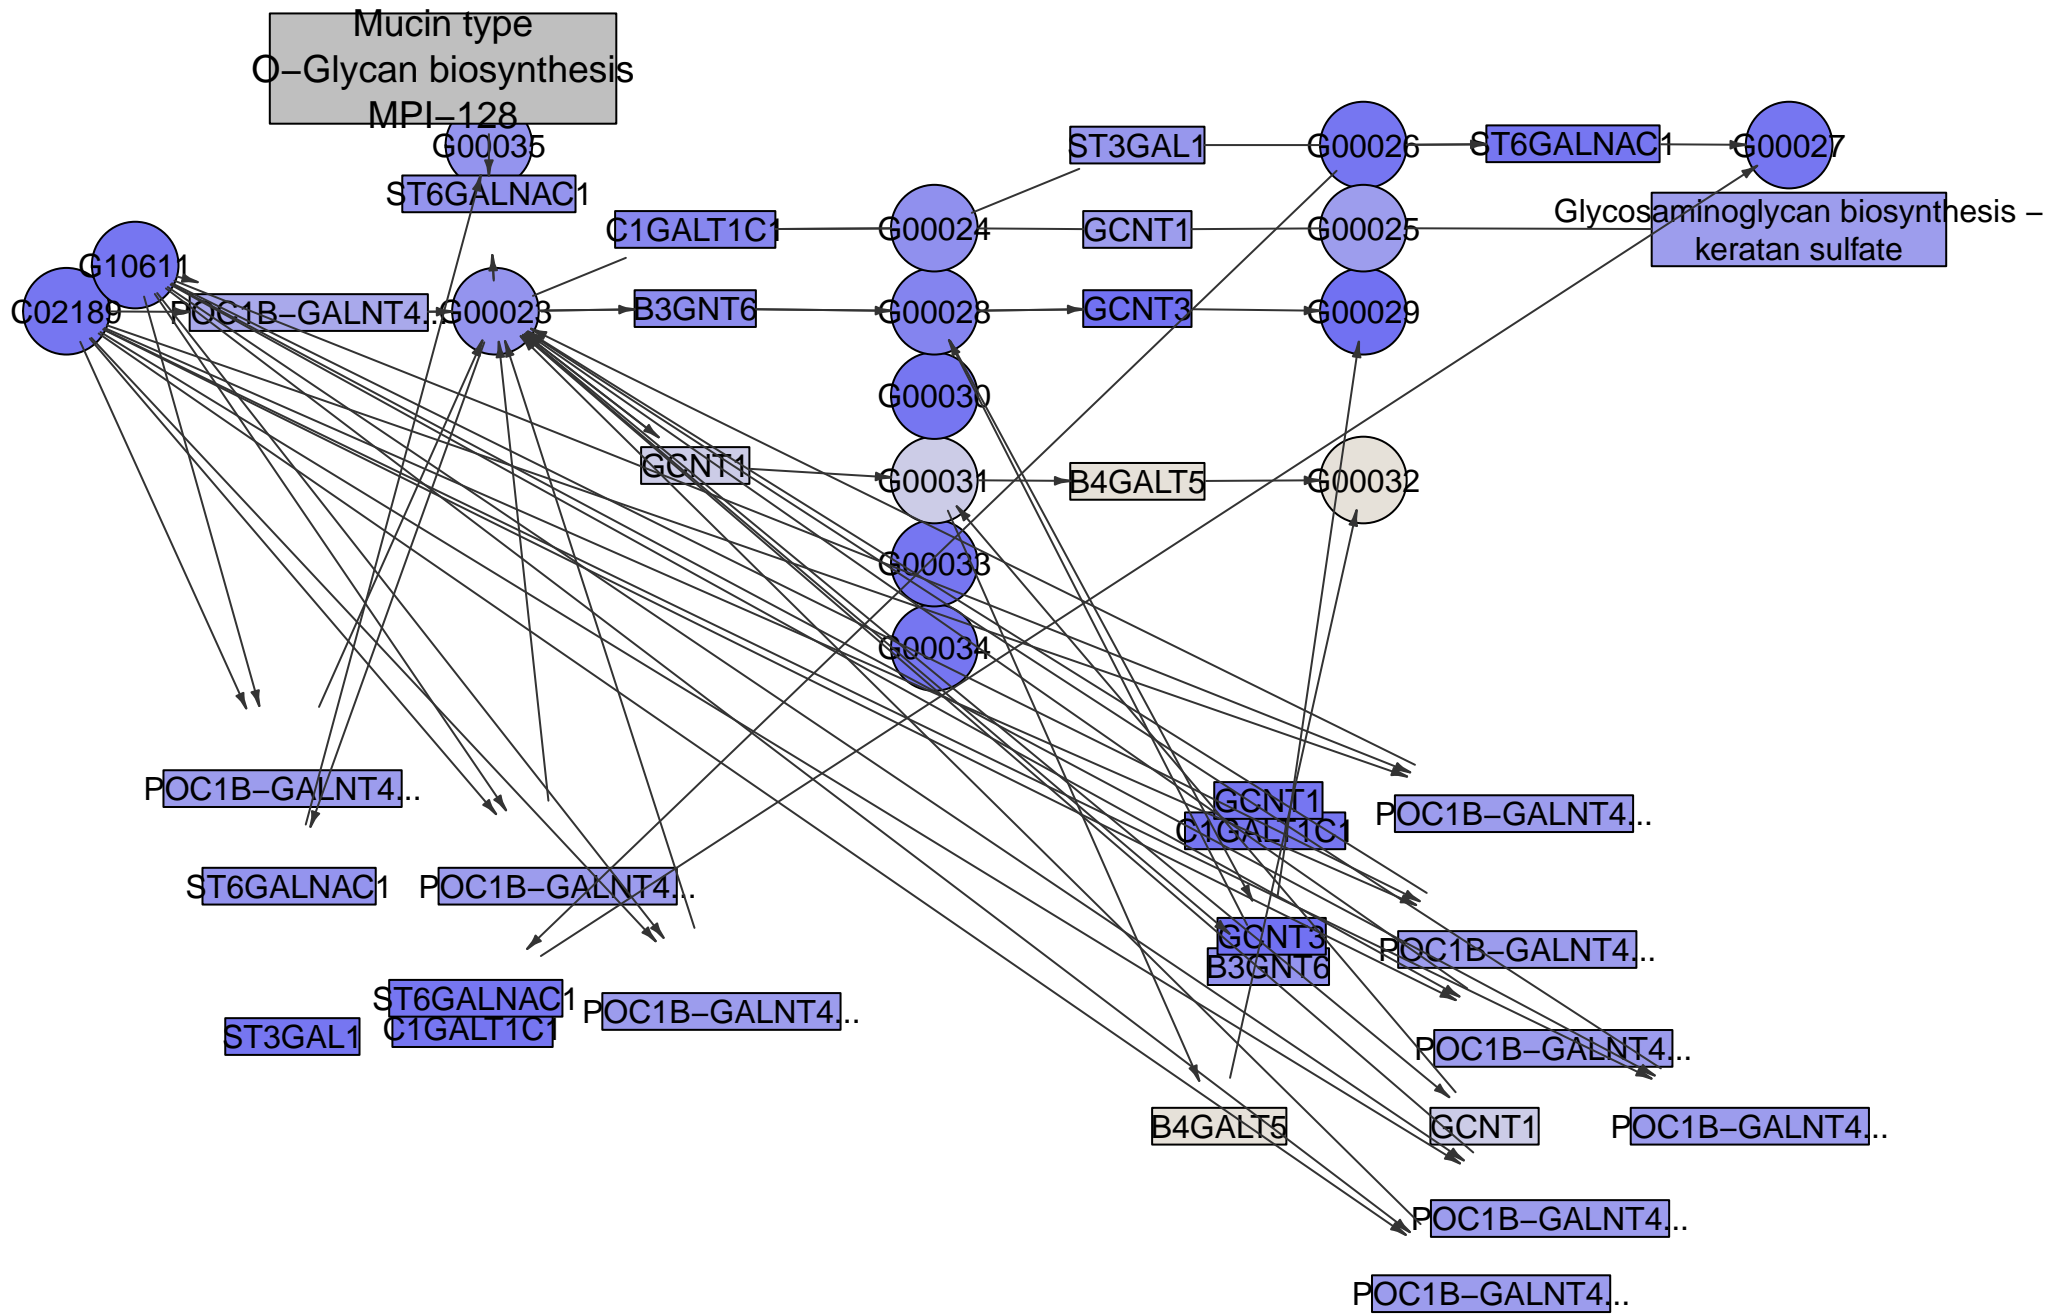 Mucin type
O−Glycan biosynthesis
MPI−128
G00035
ST3GAL1
G00026
ST6GALNAC1
G00027
ST6GALNAC1
C1GALT1C1
G00024
GCNT1
G00025
Glycosaminoglycan biosynthesis −
keratan sulfate
G10611
C02189
POC1B−GALNT4...
G00023
B3GNT6
G00028
GCNT3
G00029
G00030
GCNT1
G00031
B4GALT5
G00032
G00033
G00034
POC1B−GALNT4...
GCNT1
POC1B−GALNT4...
C1GALT1C1
ST6GALNAC1
POC1B−GALNT4...
GCNT3
POC1B−GALNT4...
B3GNT6
ST6GALNAC1
POC1B−GALNT4...
C1GALT1C1
ST3GAL1
POC1B−GALNT4...
B4GALT5
GCNT1
POC1B−GALNT4...
POC1B−GALNT4...
POC1B−GALNT4...